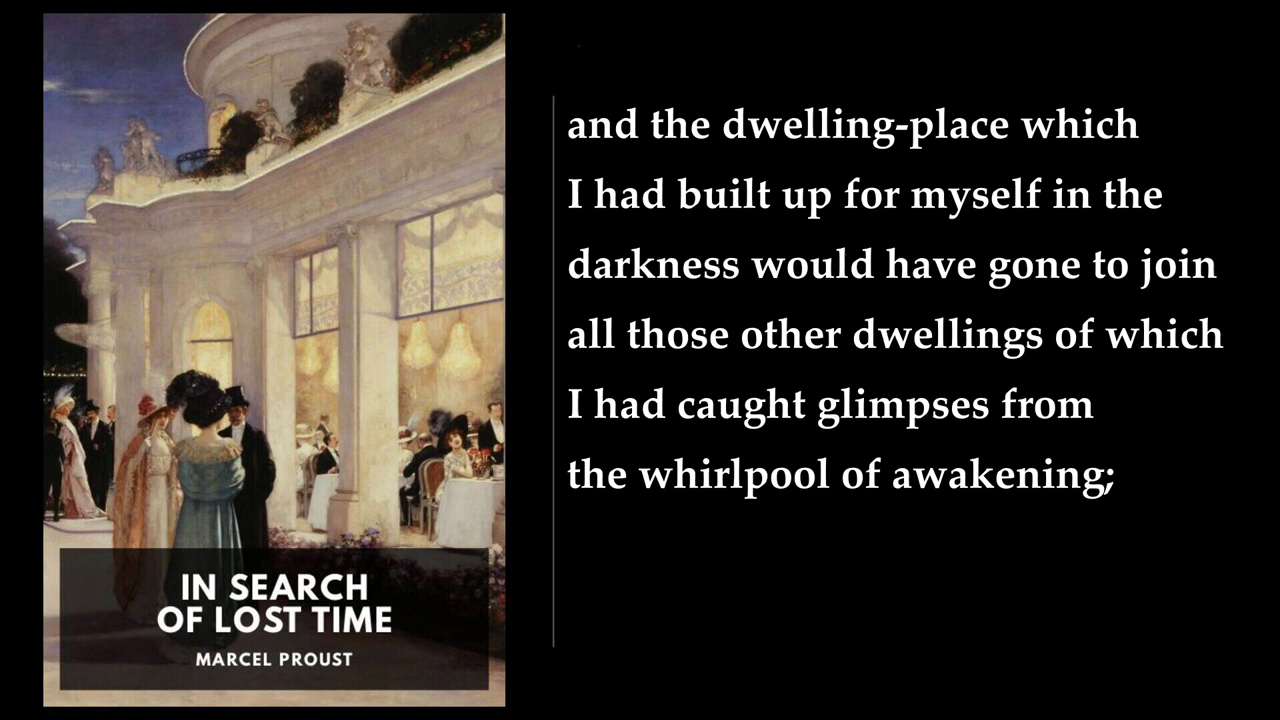 IN SEARCH
OF LOST TIME
MARCEL PROUST
and the dwelling-place which
I had built up for myself in the
darkness would have gone to join
all those other dwellings of which
I had caught glimpses from
the whirlpool of awakening;